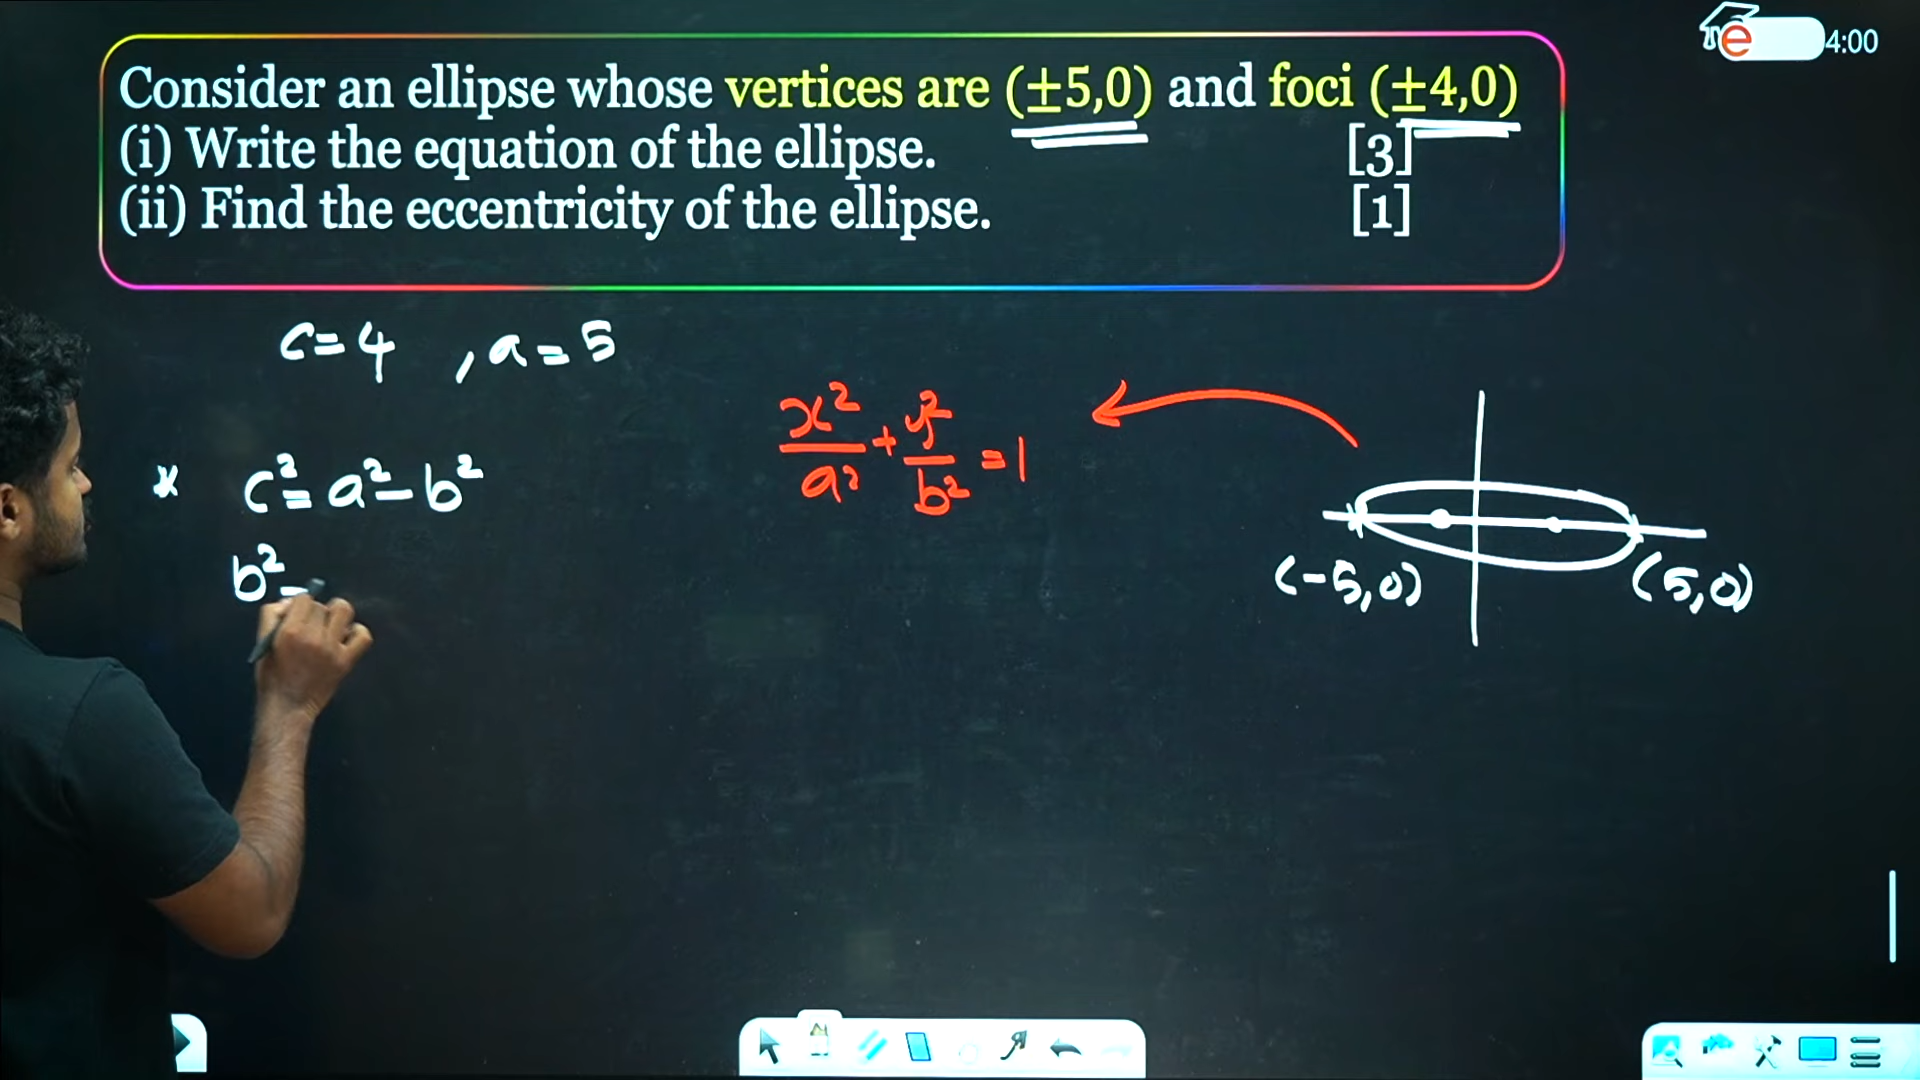 e 4:00
Consider an ellipse whose vertices are (±5,0) and foci (±4,0)
(i) Write the equation of the ellipse. [3]
(ii) Find the eccentricity of the ellipse. [1]
c=4 , a=5
x²/a² + y²/b² = 1
* c² = a² - b²
b² =
(-5,0) (5,0)